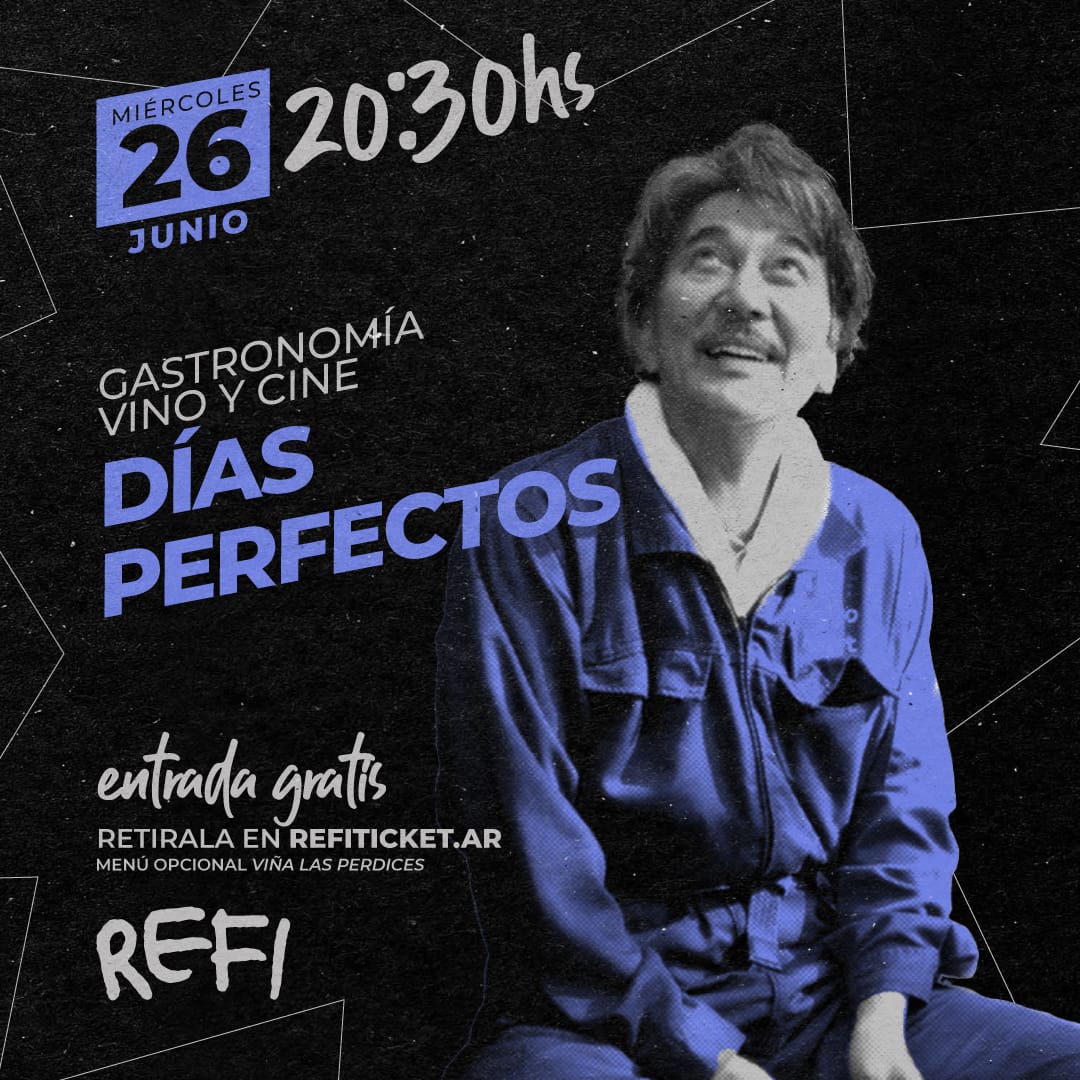 MIÉRCOLES
26
JUNIO
20:30hs
GASTRONOMÍA
VINO Y CINE
DÍAS
PERFECTOS
entrada gratis
RETIRALA EN REFITICKET.AR
MENÚ OPCIONAL VIÑA LAS PERDICES
REFI